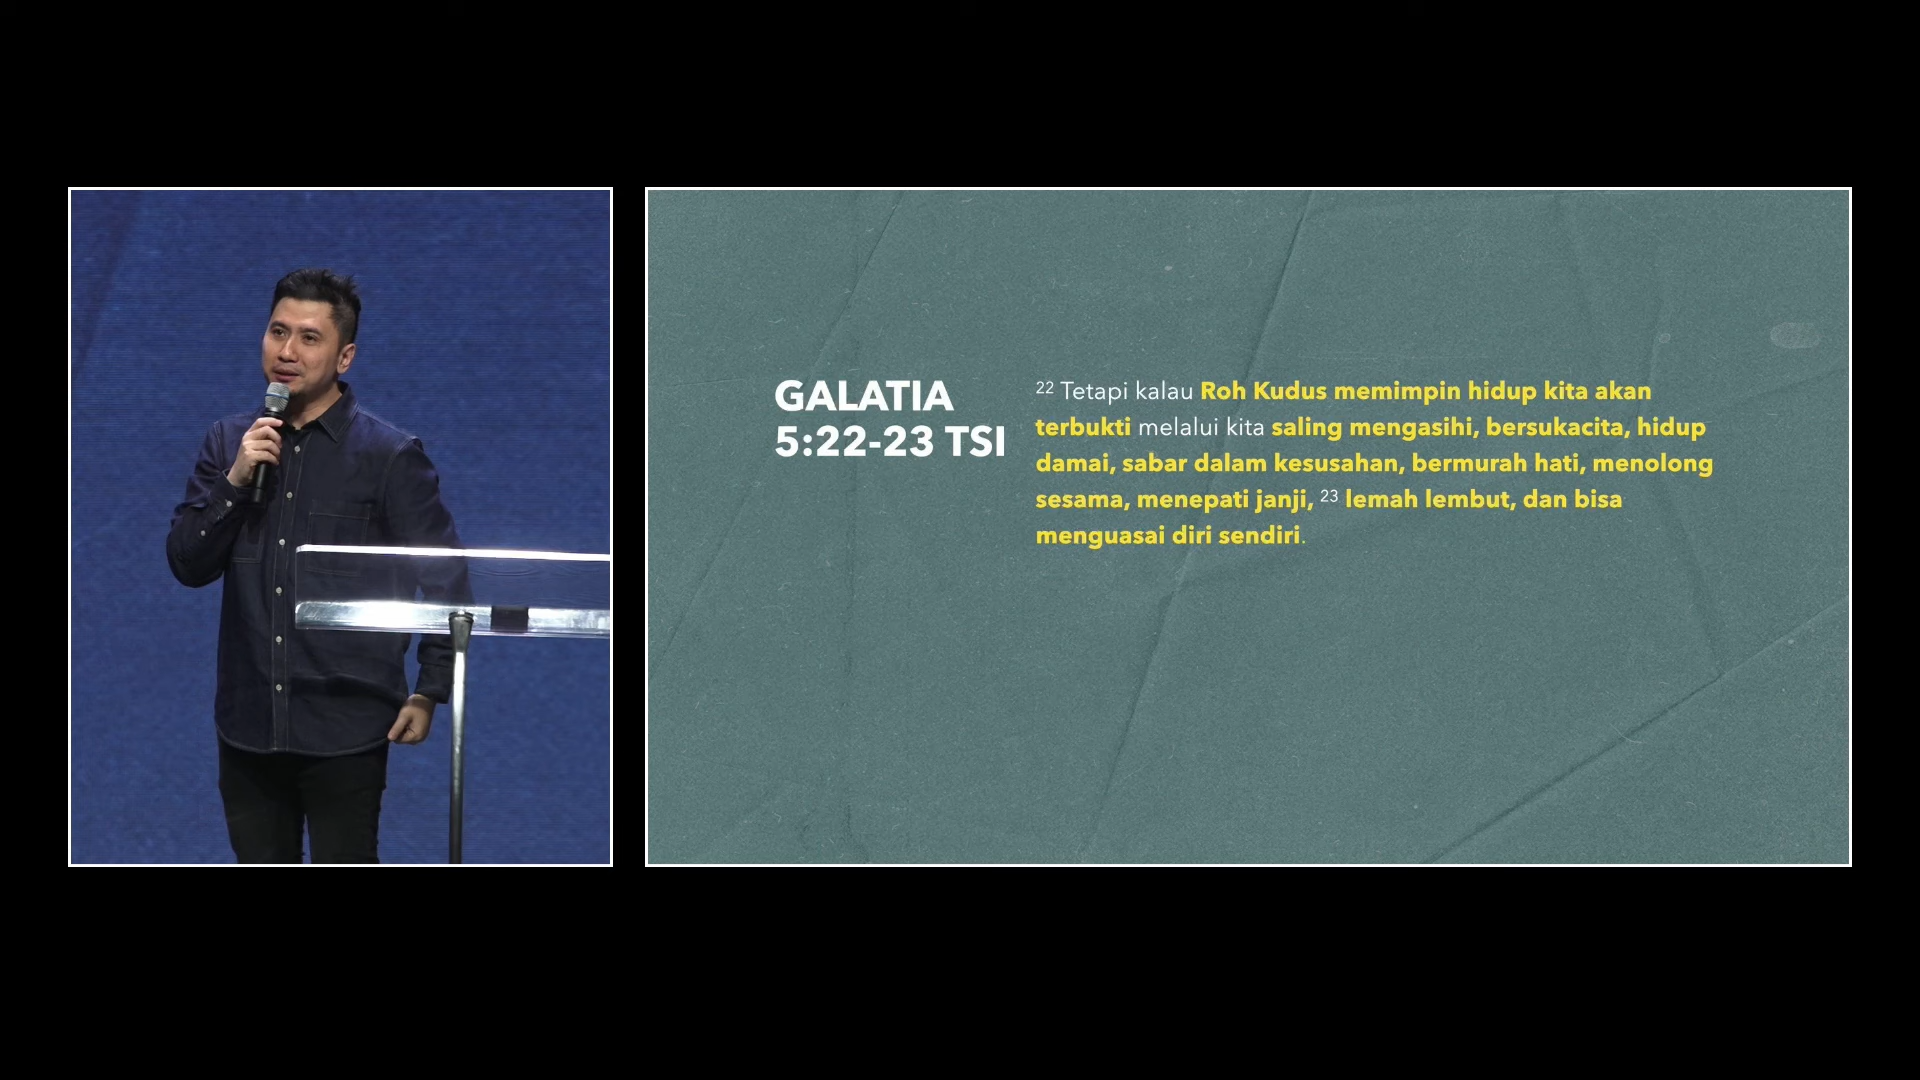 GALATIA
5:22-23 TSI
22 Tetapi kalau Roh Kudus memimpin hidup kita akan
terbukti melalui kita saling mengasihi, bersukacita, hidup
damai, sabar dalam kesusahan, bermurah hati, menolong
sesama, menepati janji, 23 lemah lembut, dan bisa
menguasai diri sendiri.